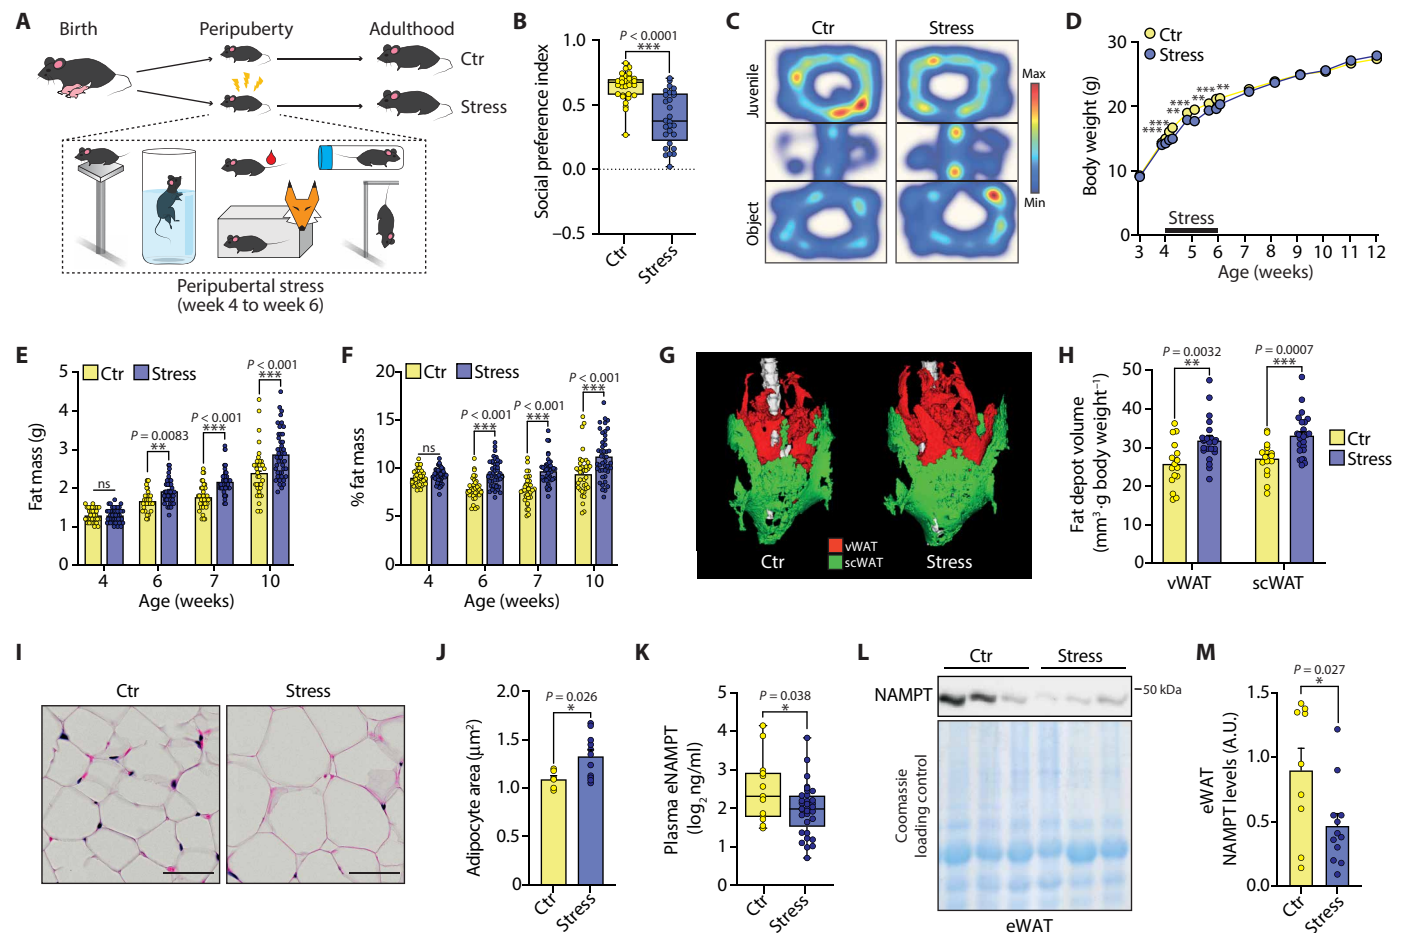 A
Birth
Peripuberty
Adulthood
Ctr
Stress
Peripubertal stress
(week 4 to week 6)
B
P < 0.0001
***
Social preference index
1.0
0.5
0.0
−0.5
Ctr
Stress
C
Ctr
Stress
Juvenile
Object
Max
Min
D
Ctr
Stress
Body weight (g)
30
20
10
0
***
***
***
**
***
**
**
Stress
3 4 5 6 7 8 9 10 11 12
Age (weeks)
E
Ctr
Stress
Fat mass (g)
5
4
3
2
1
0
ns
P = 0.0083
**
P < 0.001
***
P < 0.001
***
4 6 7 10
Age (weeks)
F
Ctr
Stress
% fat mass
20
15
10
5
0
ns
P < 0.001
***
P < 0.001
***
P < 0.001
***
4 6 7 10
Age (weeks)
G
Ctr
vWAT
scWAT
Stress
H
P = 0.0032
**
P = 0.0007
***
Fat depot volume
(mm³·g body weight⁻¹)
50
40
30
20
10
0
vWAT
scWAT
Ctr
Stress
I
Ctr
Stress
J
P = 0.026
*
Adipocyte area (μm²)
2.0
1.5
1.0
0.5
0
Ctr
Stress
K
P = 0.038
*
Plasma eNAMPT
(log₂ ng/ml)
5
4
3
2
1
0
Ctr
Stress
L
Ctr
Stress
NAMPT
50 kDa
Coomassie
loading control
eWAT
M
P = 0.027
*
eWAT
NAMPT levels (A.U.)
1.5
1.0
0.5
0.0
Ctr
Stress